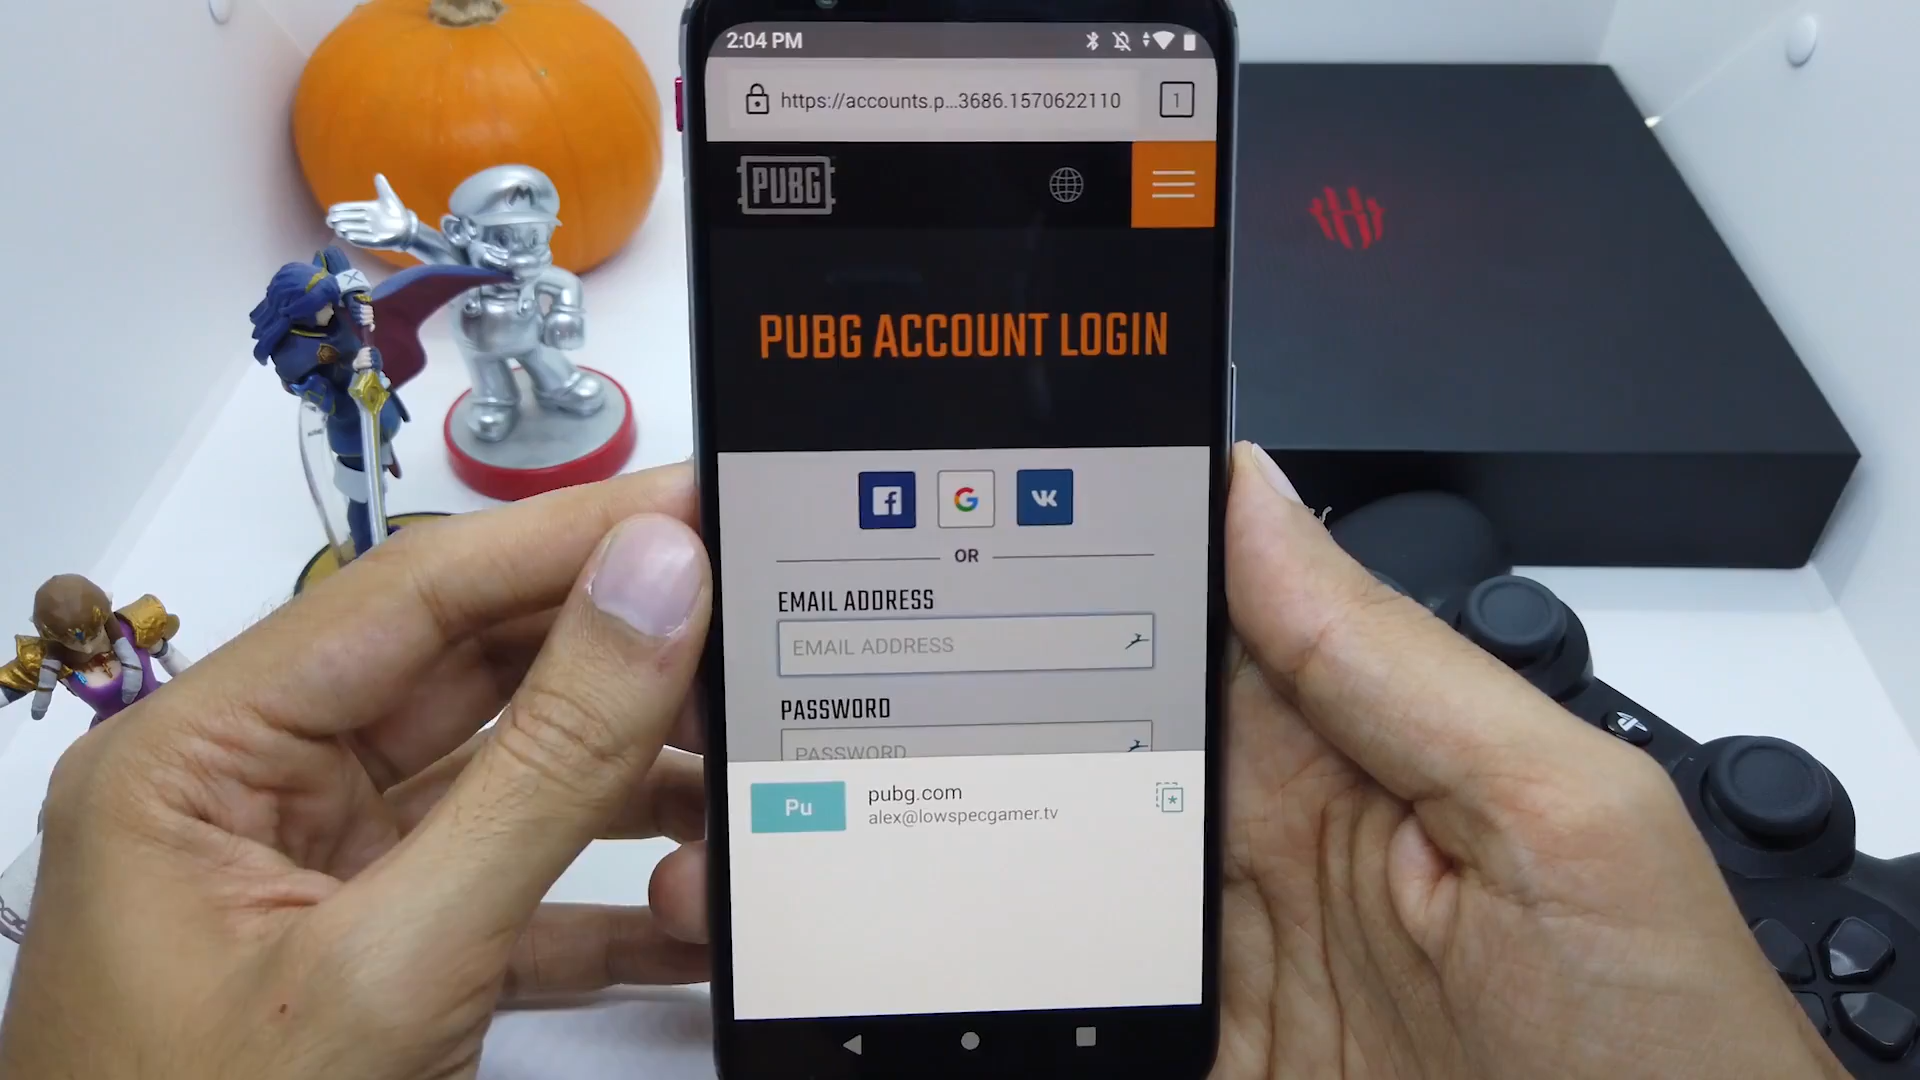 2:04 PM
https://accounts.p...3686.1570622110
1
PUBG
PUBG ACCOUNT LOGIN
G
VK
OR
EMAIL ADDRESS
EMAIL ADDRESS
PASSWORD
PASSWORD
Pu
pubg.com
alex@lowspecgamer.tv
M